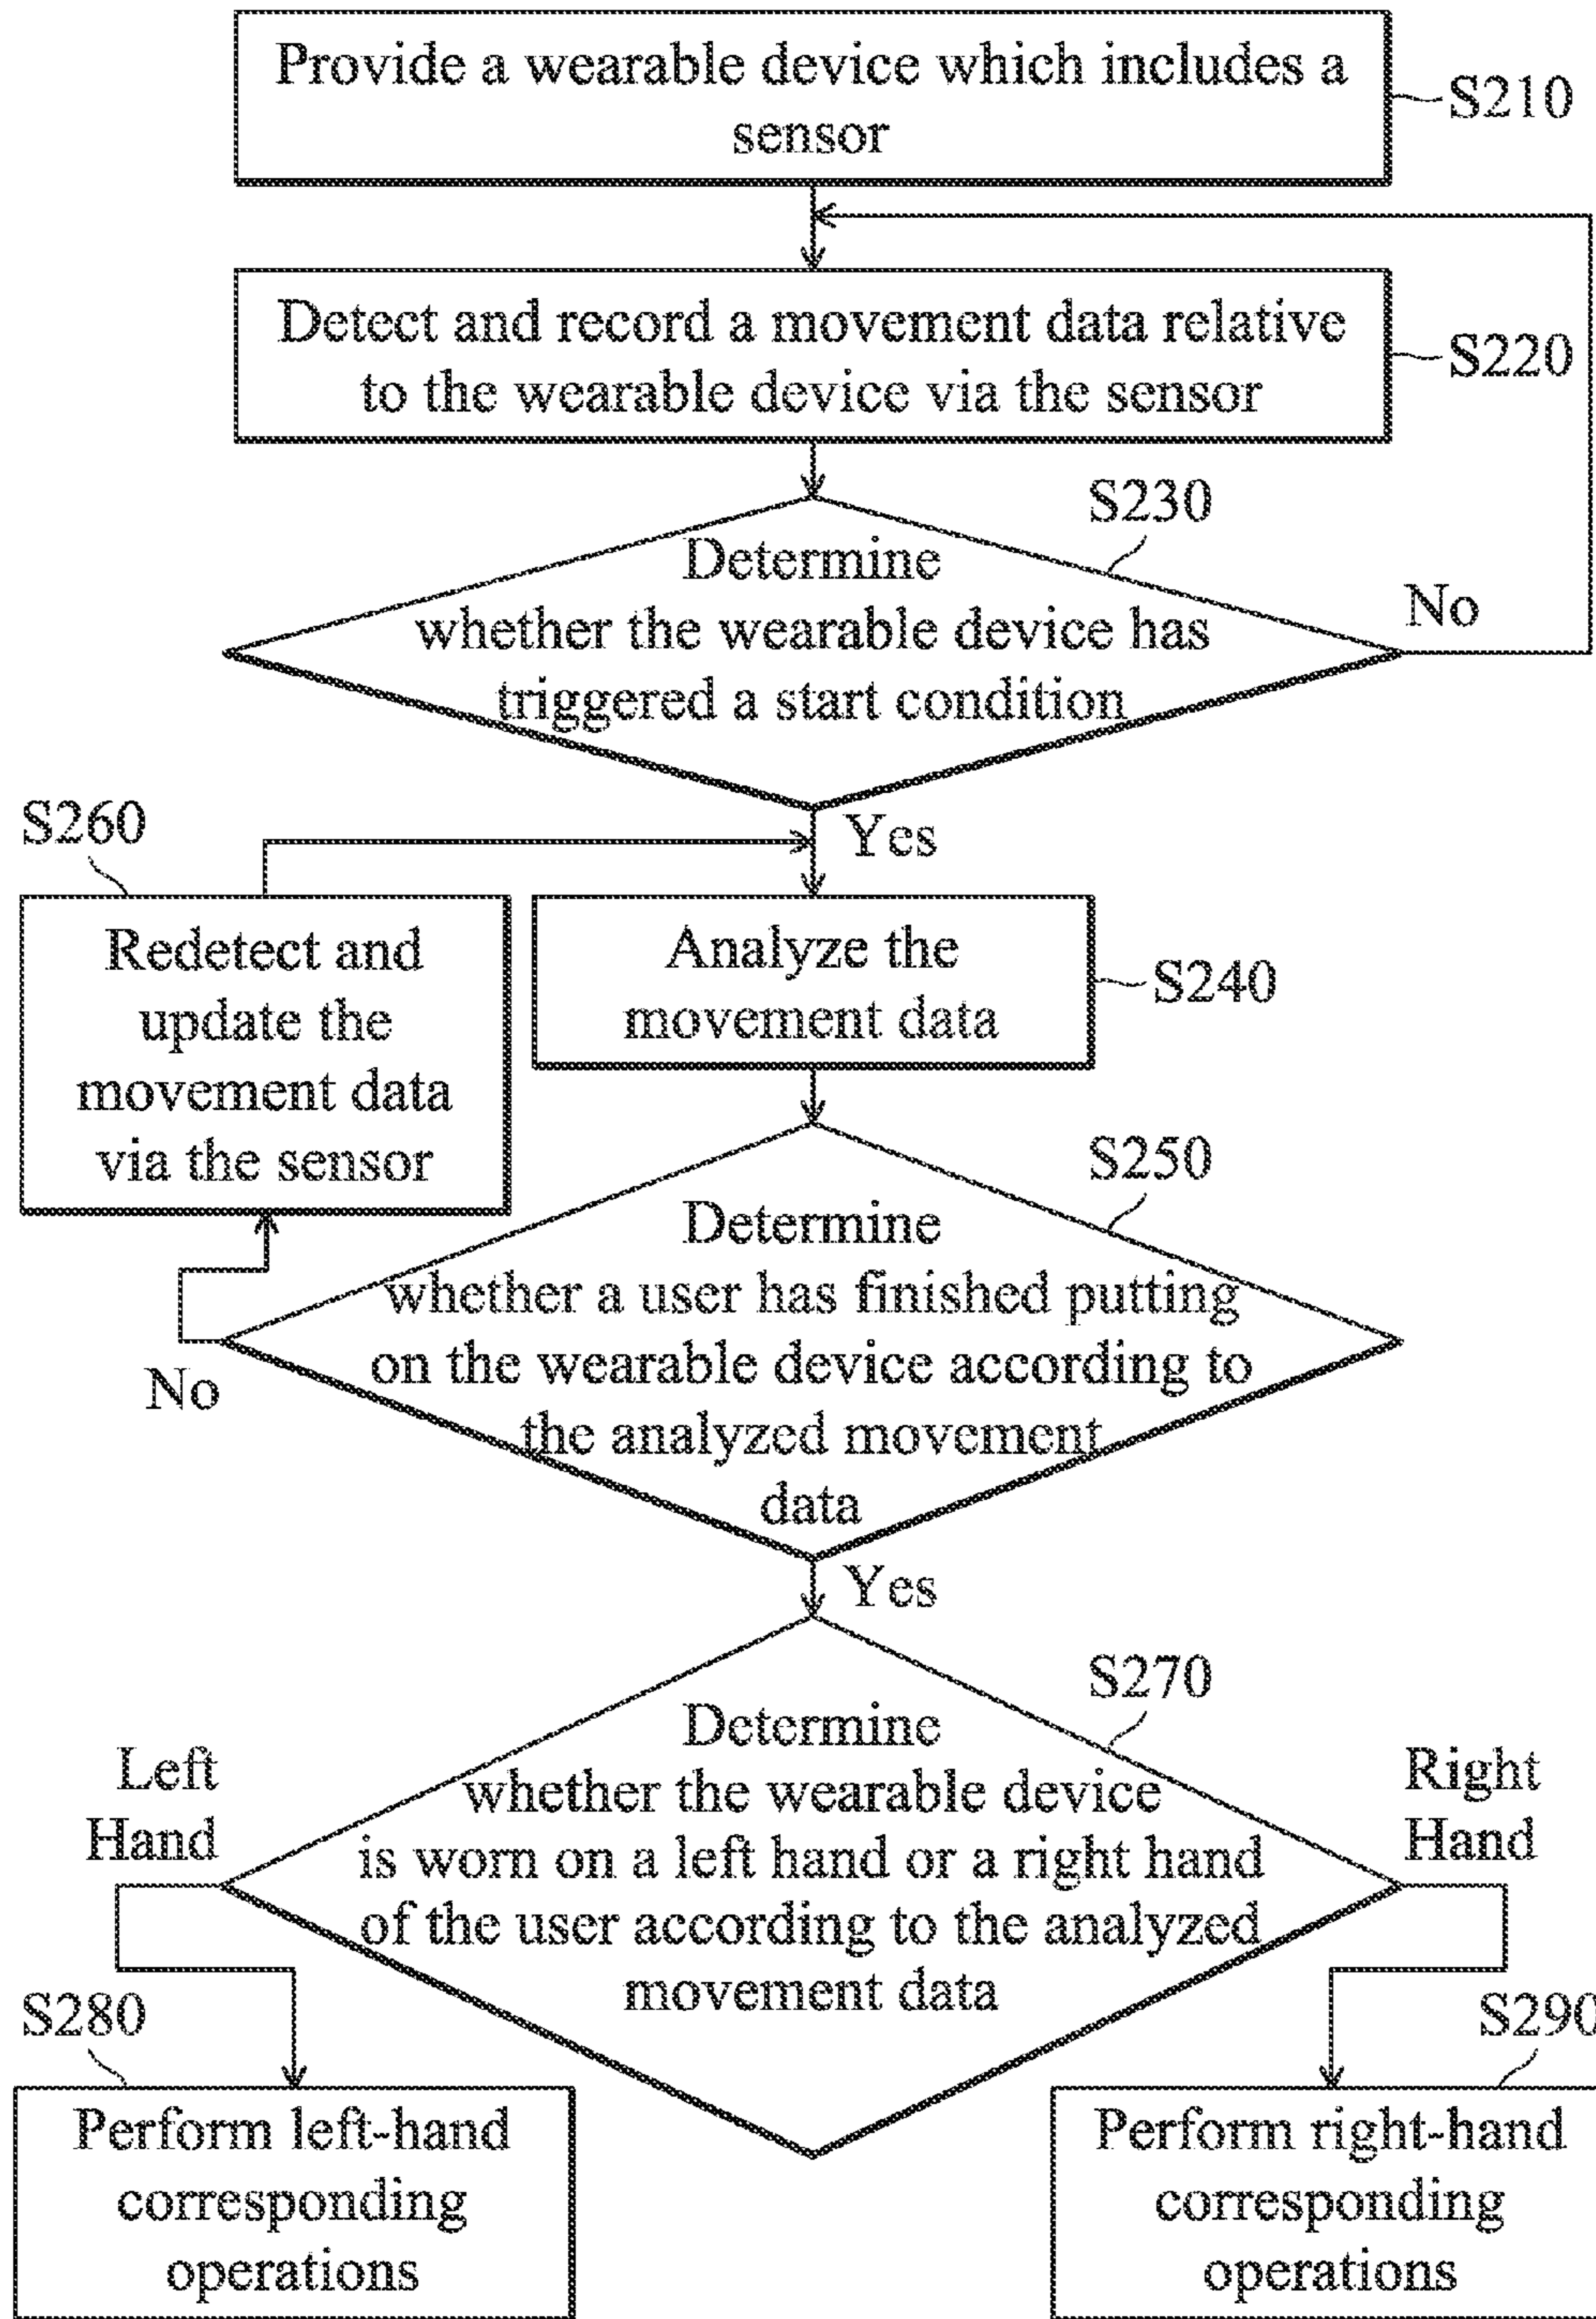 Provide a wearable device which includes a
sensor
S210
Detect and record a movement data relative
to the wearable device via the sensor
S220
S230
Determine
whether the wearable device has
triggered a start condition
No
Yes
S260
Redetect and
update the
movement data
via the sensor
Analyze the
movement data
S240
S250
Determine
whether a user has finished putting
on the wearable device according to
the analyzed movement
data
No
Yes
S270
Determine
whether the wearable device
is worn on a left hand or a right hand
of the user according to the analyzed
movement data
Left
Hand
Right
Hand
S280
Perform left-hand
corresponding
operations
S290
Perform right-hand
corresponding
operations